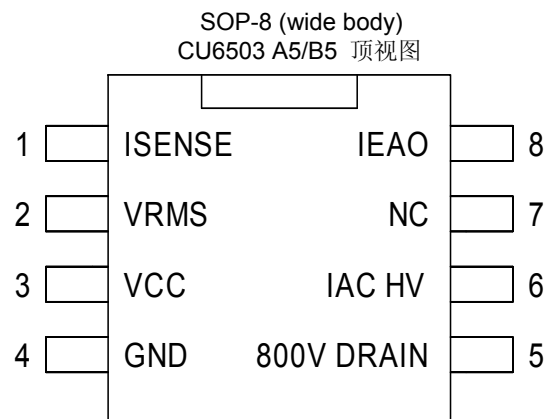 SOP-8 (wide body)
CU6503 A5/B5 顶视图
1 ISENSE IEAO 8
2 VRMS NC 7
3 VCC IAC HV 6
4 GND 800V DRAIN 5